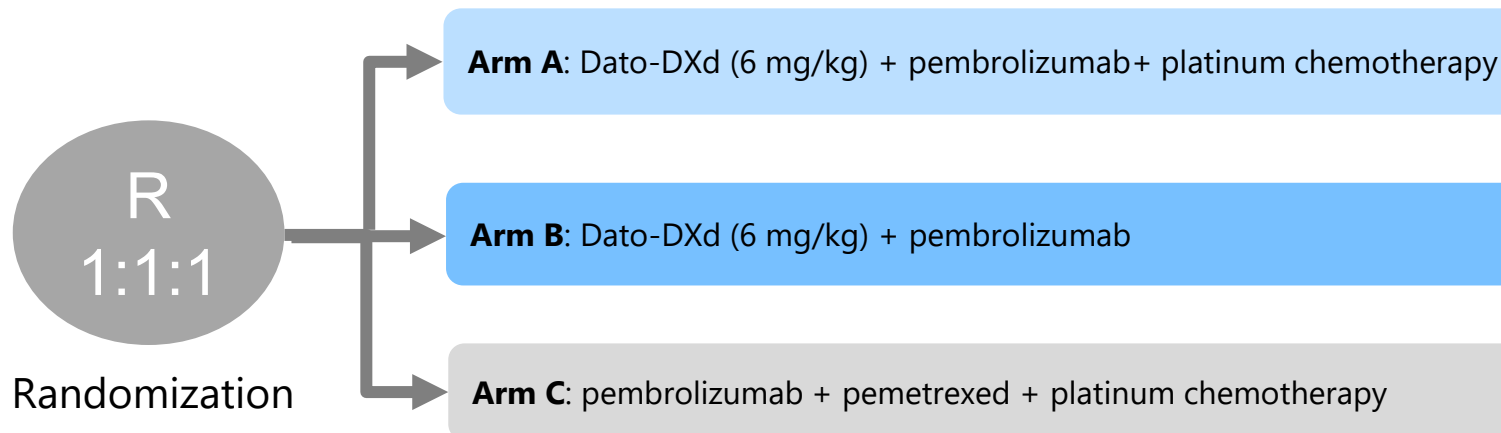 Arm A: Dato-DXd (6 mg/kg) + pembrolizumab+ platinum chemotherapy
R
1:1:1
Arm B: Dato-DXd (6 mg/kg) + pembrolizumab
Randomization
Arm C: pembrolizumab + pemetrexed + platinum chemotherapy